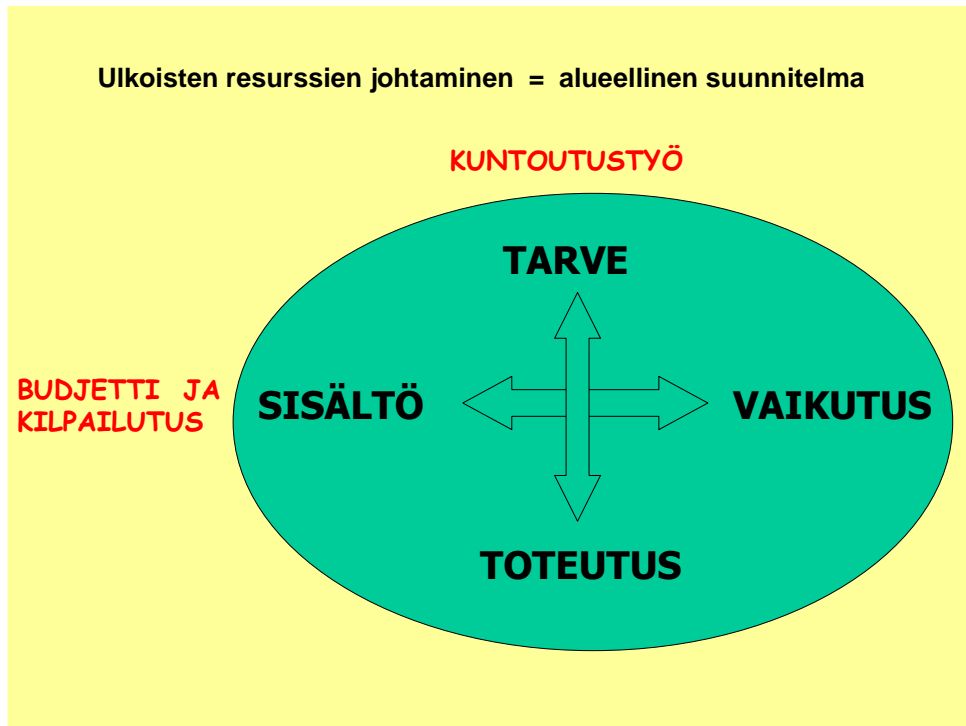 Ulkoisten resurssien johtaminen = alueellinen suunnitelma
KUNTOUTUSTYÖ
TARVE
BUDJETTI JA
KILPAILUTUS
SISÄLTÖ
VAIKUTUS
TOTEUTUS